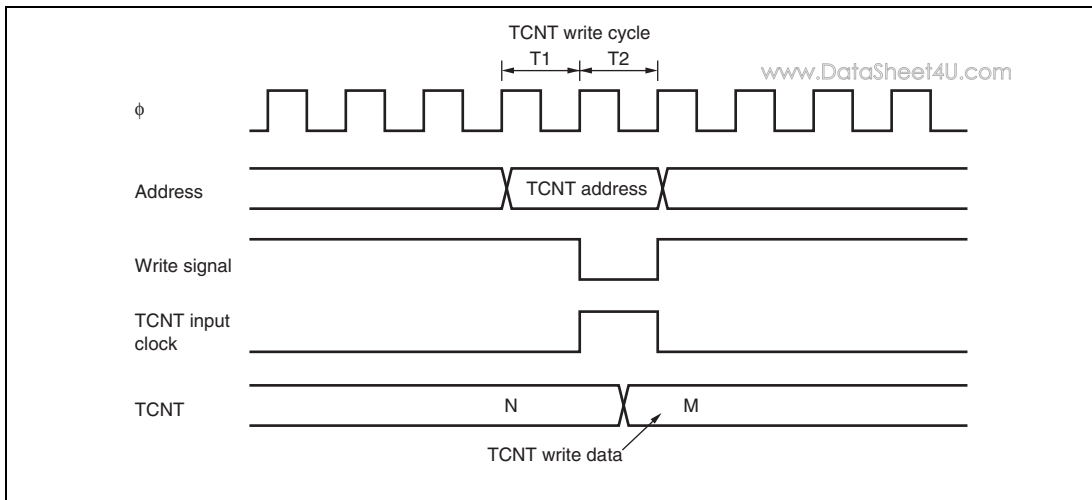 TCNT write cycle
T1 T2
www.DataSheet4U.com
ϕ
Address
TCNT address
Write signal
TCNT input
clock
TCNT
N
M
TCNT write data